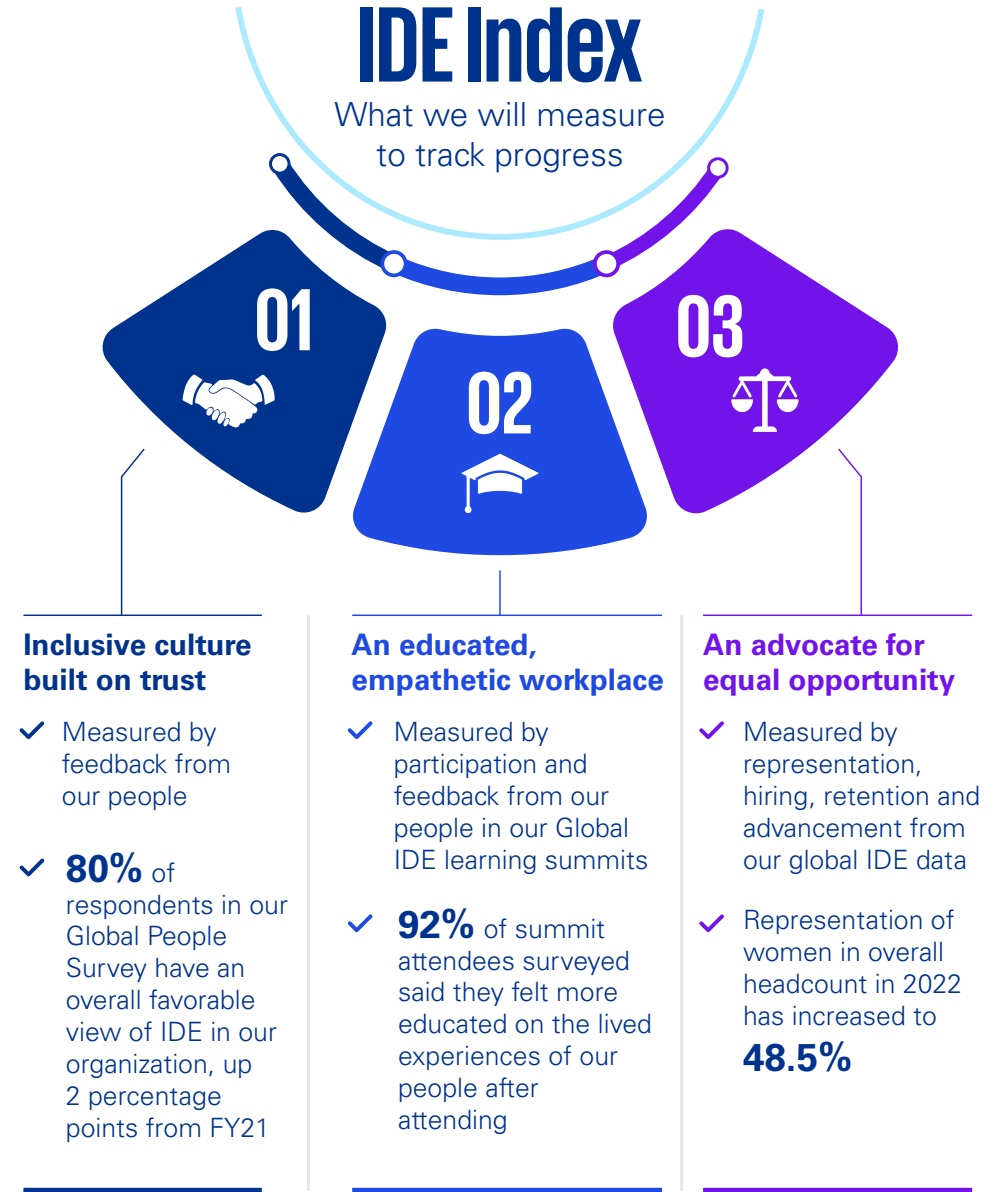 IDE Index
What we will measure
to track progress
01
02
03
Inclusive culture
built on trust
Measured by
feedback from
our people
80% of
respondents in our
Global People
Survey have an
overall favorable
view of IDE in our
organization, up
2 percentage
points from FY21
An educated,
empathetic workplace
Measured by
participation and
feedback from our
people in our Global
IDE learning summits
92% of summit
attendees surveyed
said they felt more
educated on the lived
experiences of our
people after
attending
An advocate for
equal opportunity
Measured by
representation,
hiring, retention and
advancement from
our global IDE data
Representation of
women in overall
headcount in 2022
has increased to
48.5%